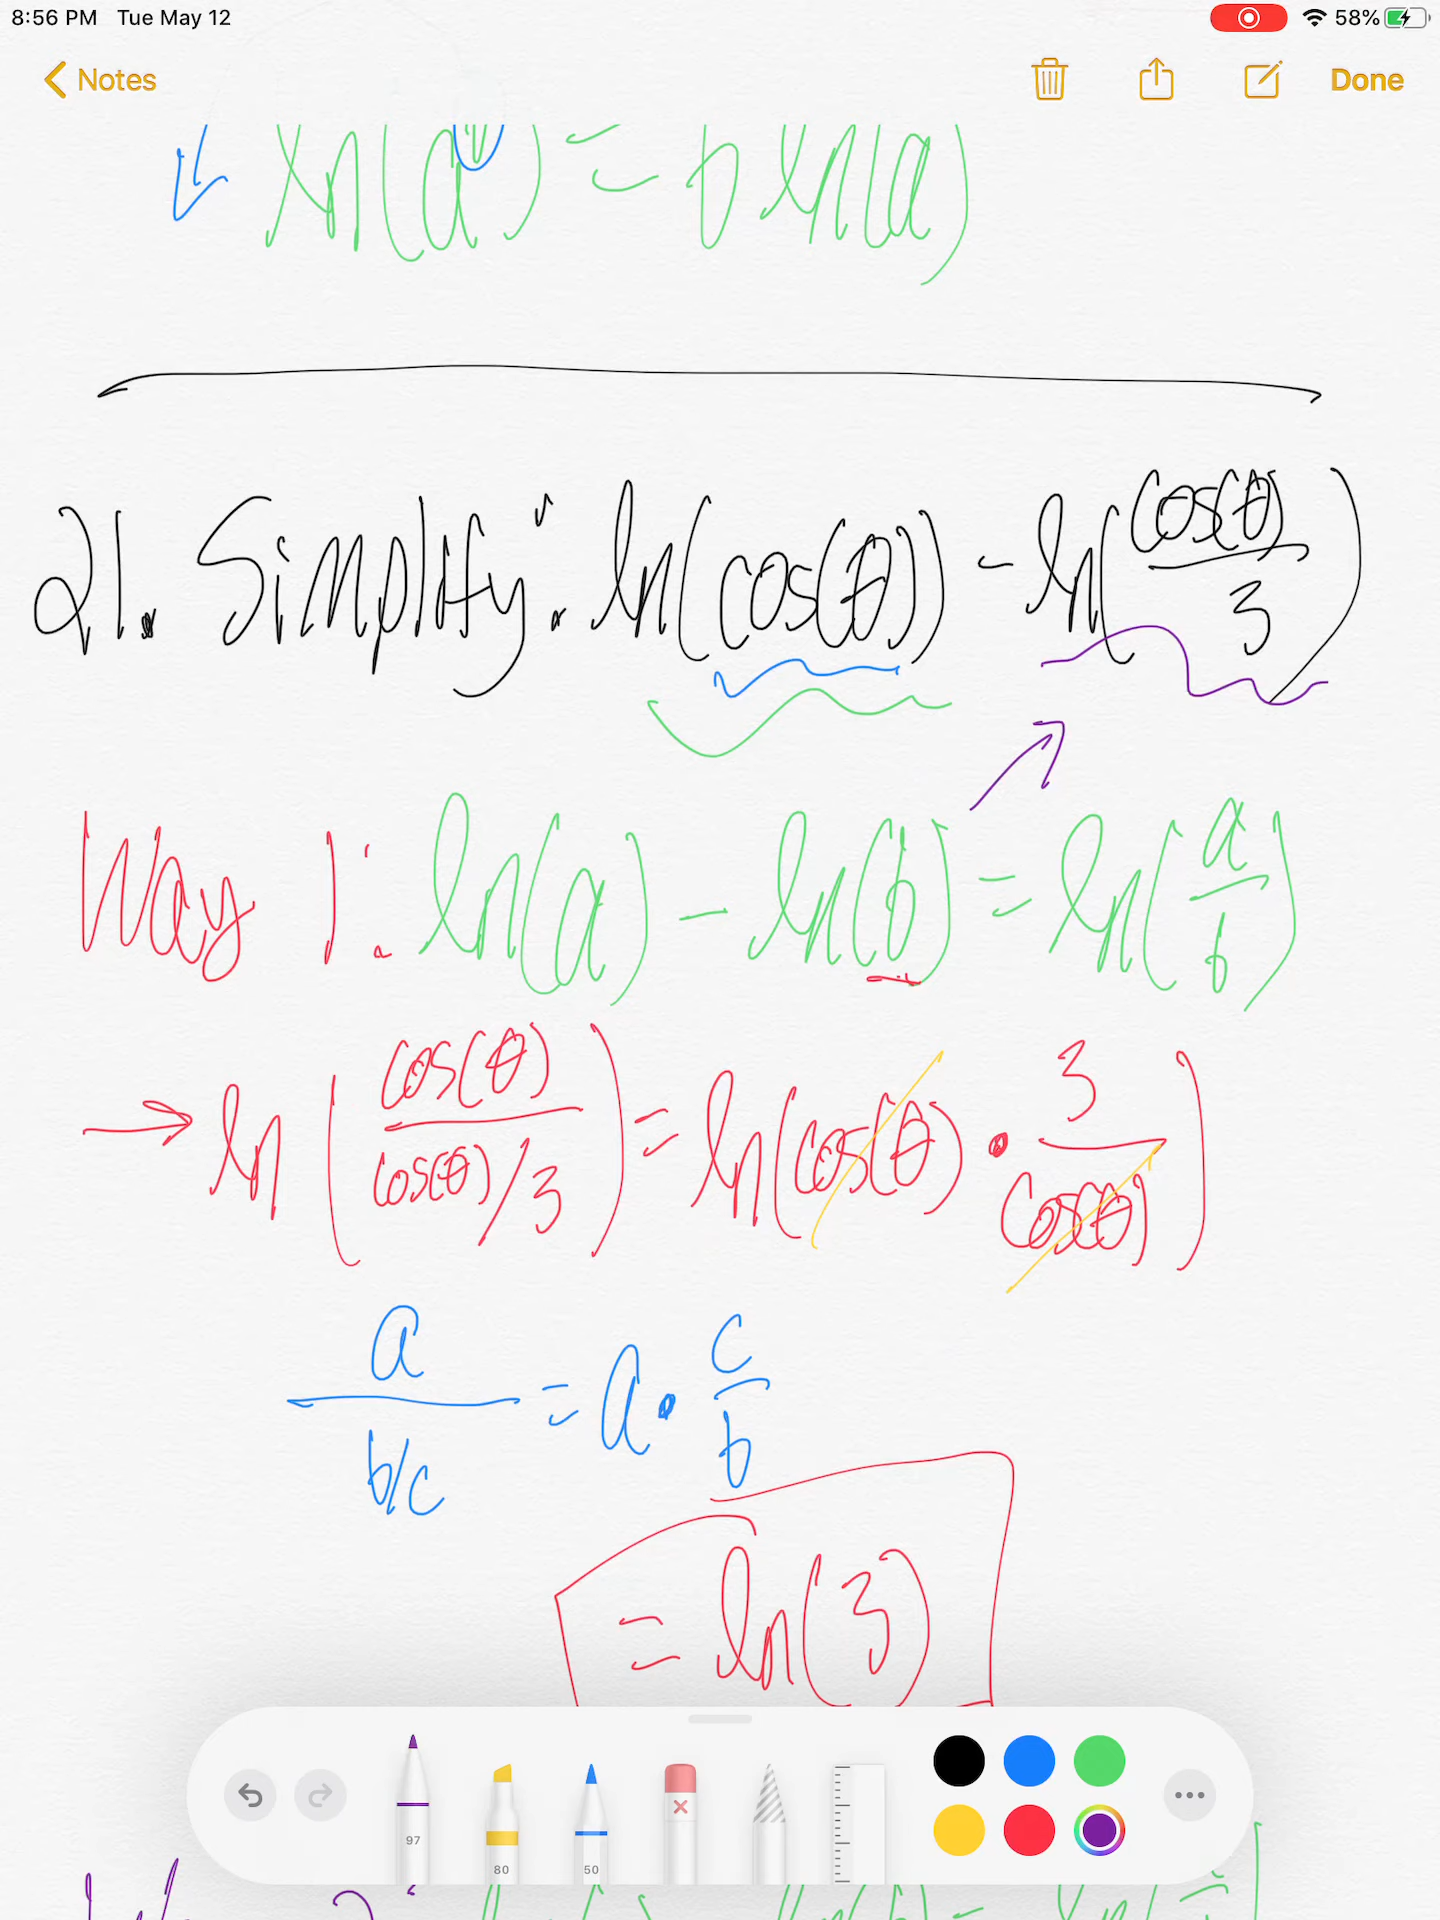 8:56 PM Tue May 12 58%
Notes Done
ln(a^b) = b ln(a)
21. Simplify: ln(cos(θ)) - ln(cos(θ)/3)
Way 1: ln(a) - ln(b) = ln(a/b)
→ ln(cos(θ)/(cos(θ)/3)) = ln(cos(θ) • 3/cos(θ))
a/(b/c) = a • c/b
= ln(3)
97 80 50